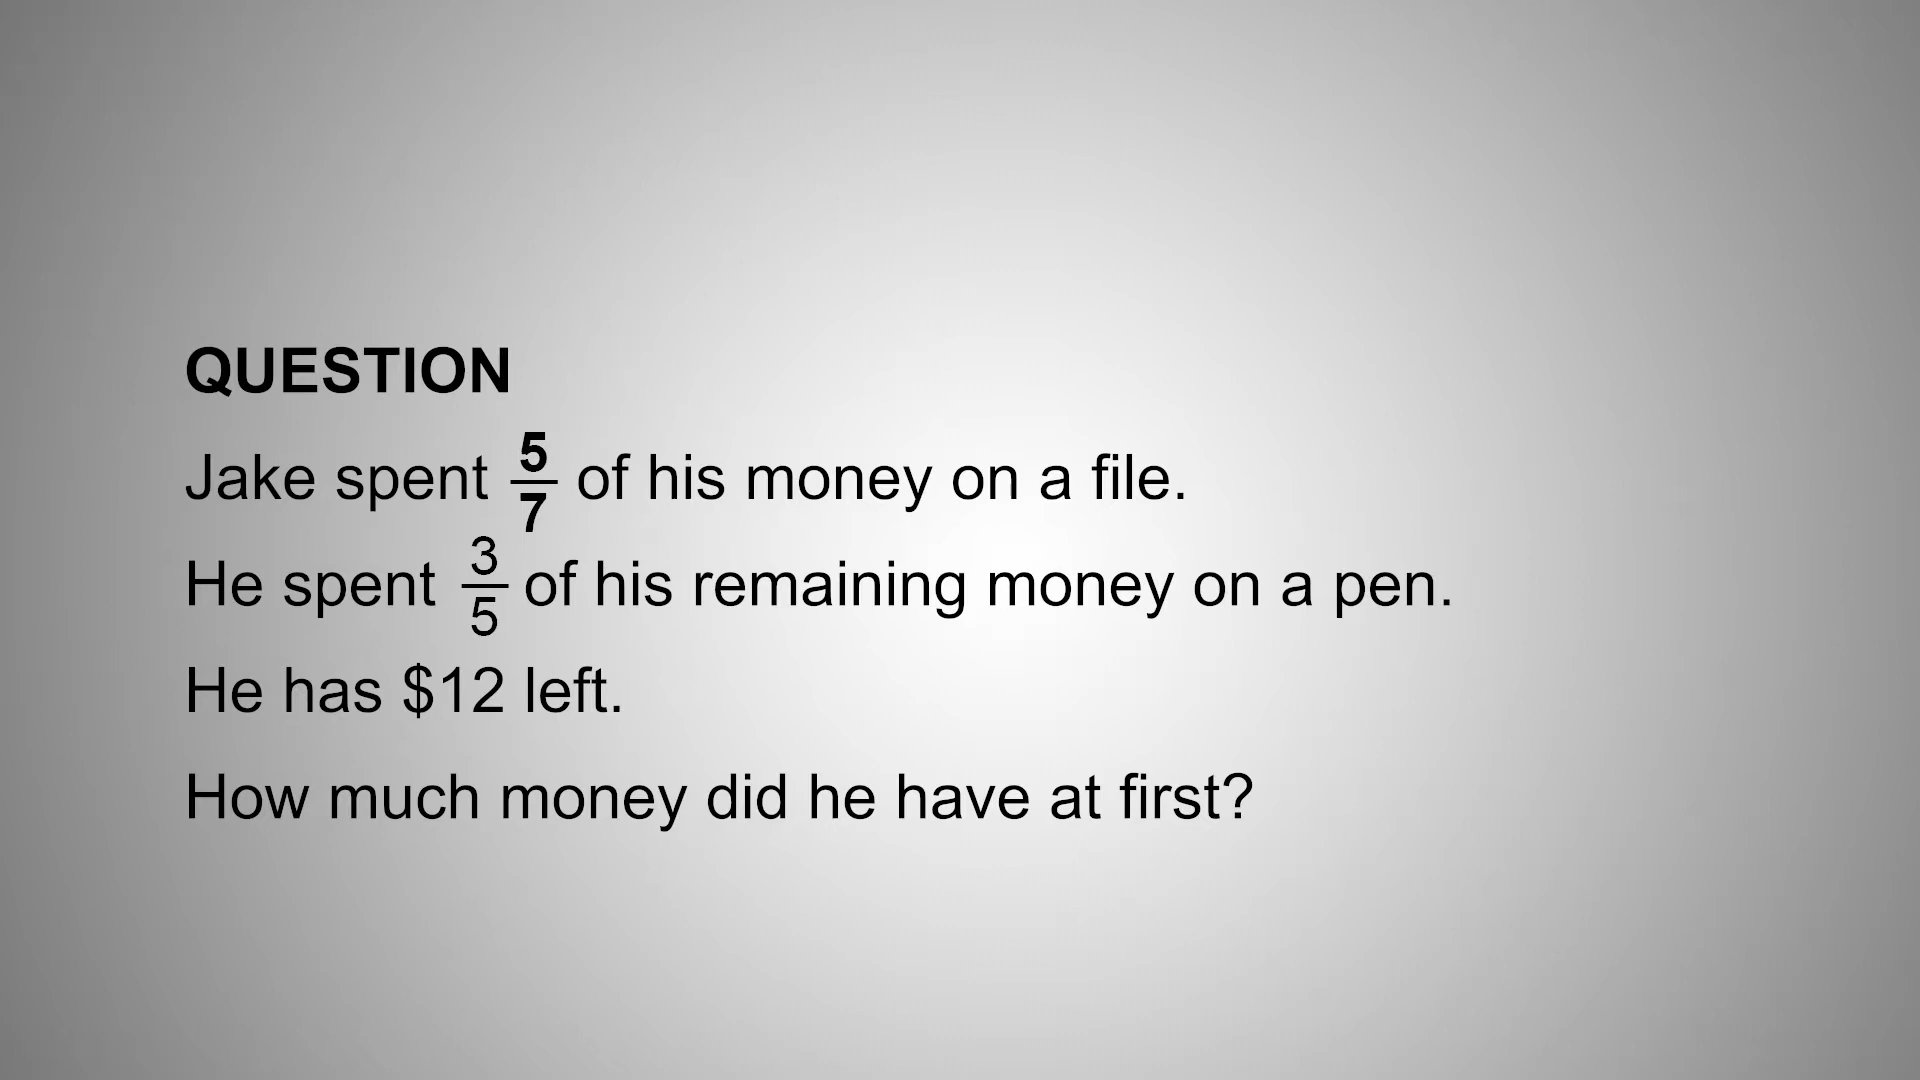 QUESTION
Jake spent 5/7 of his money on a file.
He spent 3/5 of his remaining money on a pen.
He has $12 left.
How much money did he have at first?